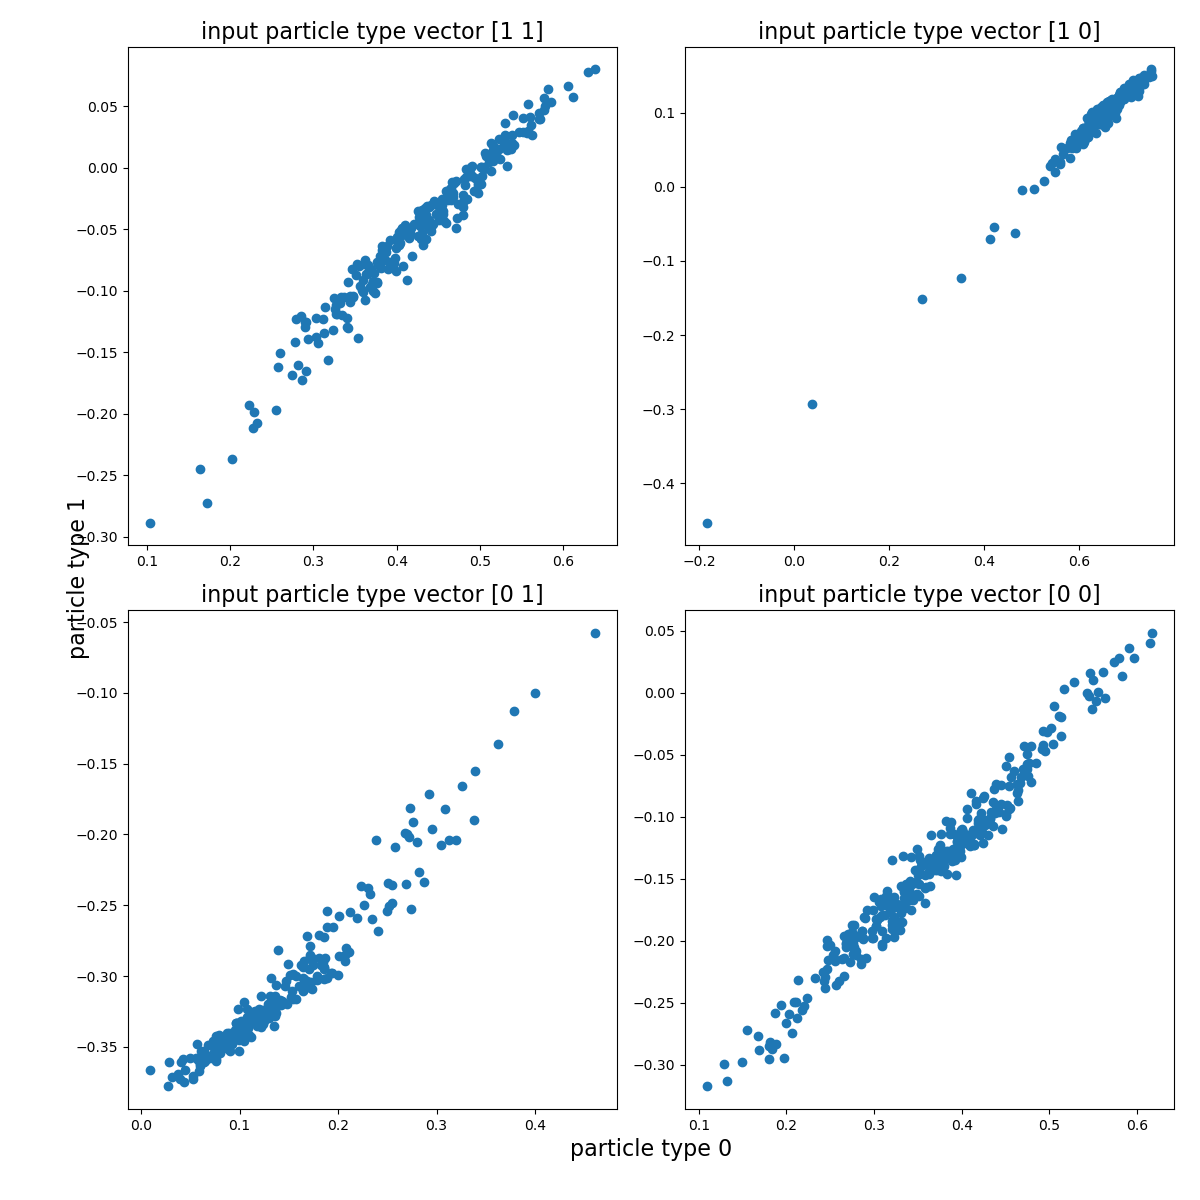 input particle type vector [1 1]
input particle type vector [1 0]
0.05
0.00
−0.05
−0.10
−0.15
−0.20
−0.25
−0.30
0.1 0.2 0.3 0.4 0.5 0.6
0.1
0.0
−0.1
−0.2
−0.3
−0.4
−0.2 0.0 0.2 0.4 0.6
particle type 1
input particle type vector [0 1]
input particle type vector [0 0]
−0.05
−0.10
−0.15
−0.20
−0.25
−0.30
−0.35
0.0 0.1 0.2 0.3 0.4
0.05
0.00
−0.05
−0.10
−0.15
−0.20
−0.25
−0.30
0.1 0.2 0.3 0.4 0.5 0.6
particle type 0